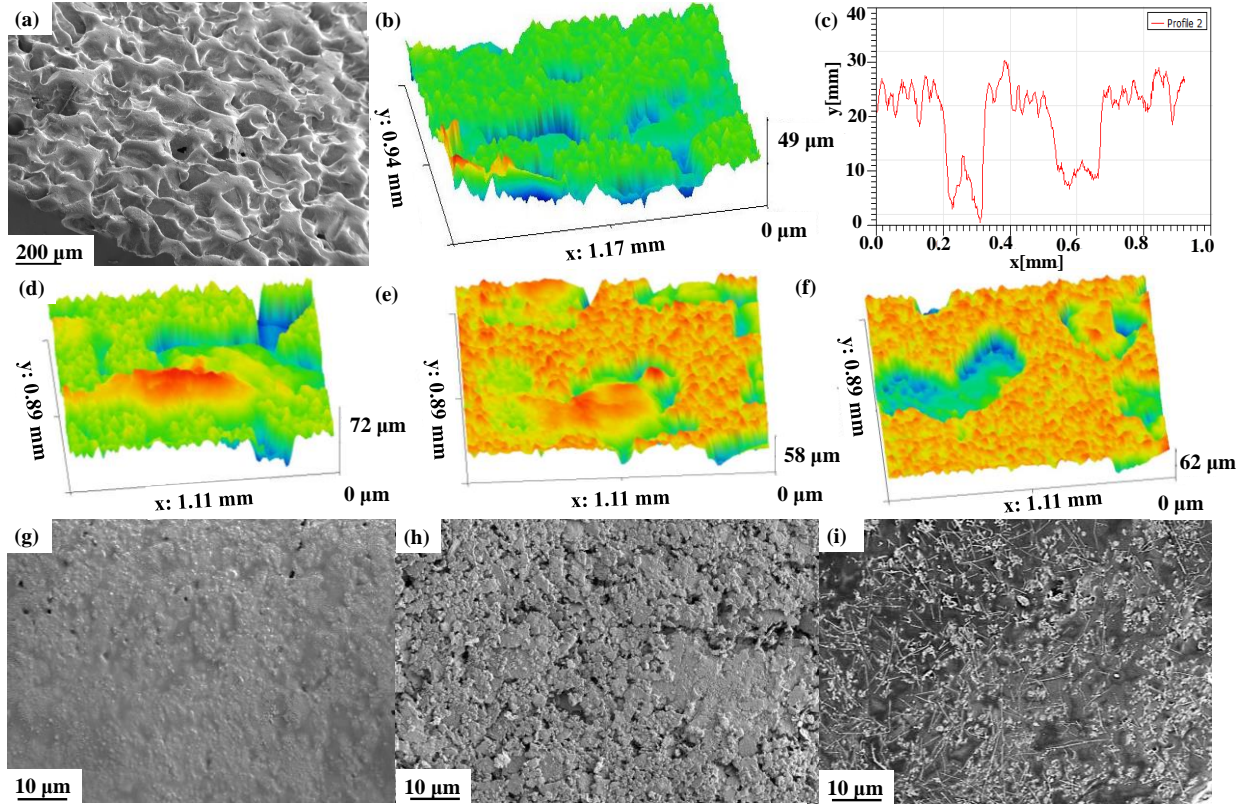 (a)
200 μm
(b)
y: 0.94 mm
x: 1.17 mm
49 μm
0 μm
(c)
Profile 2
y[mm]
40
30
20
10
0
0.0 0.2 0.4 0.6 0.8 1.0
x[mm]
(d)
y: 0.89 mm
x: 1.11 mm
72 μm
0 μm
(e)
y: 0.89 mm
x: 1.11 mm
58 μm
0 μm
(f)
y: 0.89 mm
x: 1.11 mm
62 μm
0 μm
(g)
10 μm
(h)
10 μm
(i)
10 μm